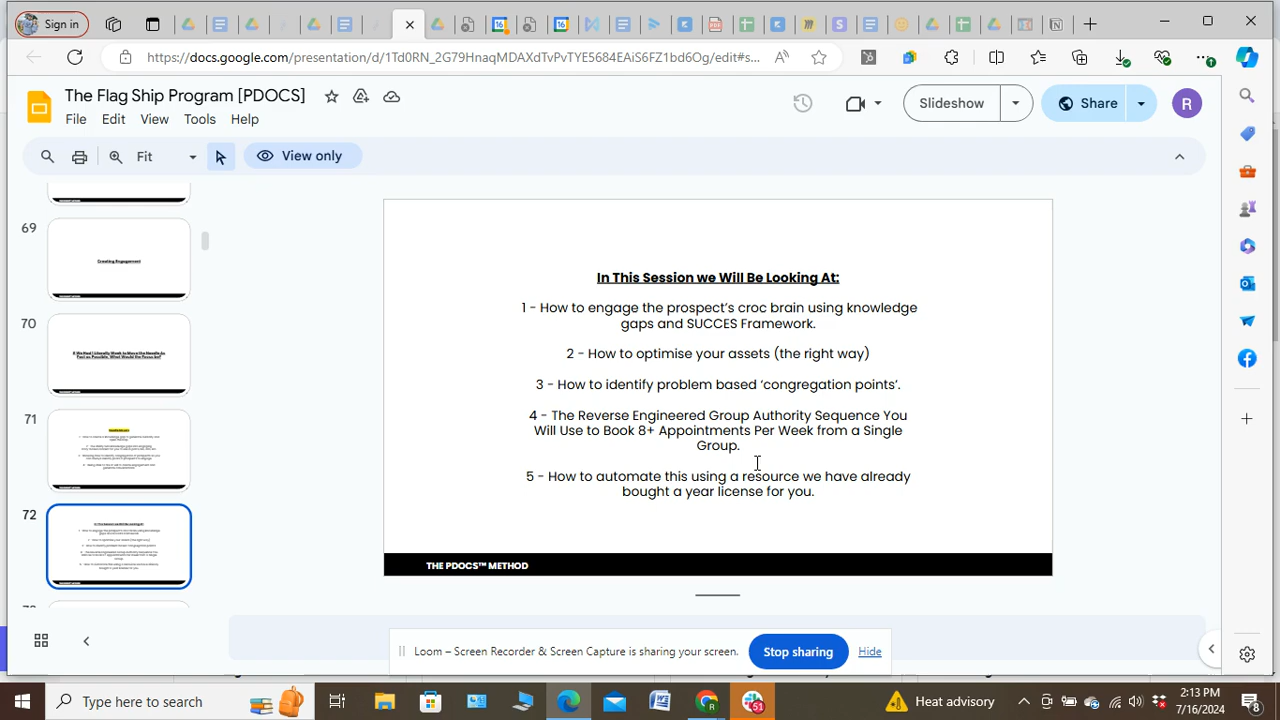 Sign in
https://docs.google.com/presentation/d/1Td0RN_2G79HnaqMDAXdTvPvTYE5684EAiS6FZ1bd6Og/edit#s...
The Flag Ship Program [PDOCS]
File Edit View Tools Help
Slideshow
Share
R
Fit
View only
69
Creating Engagement
70
71
72
In This Session we Will Be Looking At:
1 - How to engage the prospect's croc brain using knowledge
gaps and SUCCES Framework.
2 - How to optimise your assets (the right way)
3 - How to identify problem based 'congregation points'.
4 - The Reverse Engineered Group Authority Sequence You
Will Use to Book 8+ Appointments Per Week from a Single
Group.
5 - How to automate this using a resource we have already
bought a year license for you.
THE PDOCS™ METHOD
Loom – Screen Recorder & Screen Capture is sharing your screen.
Stop sharing
Hide
Type here to search
51
Heat advisory
2:13 PM
7/16/2024
8